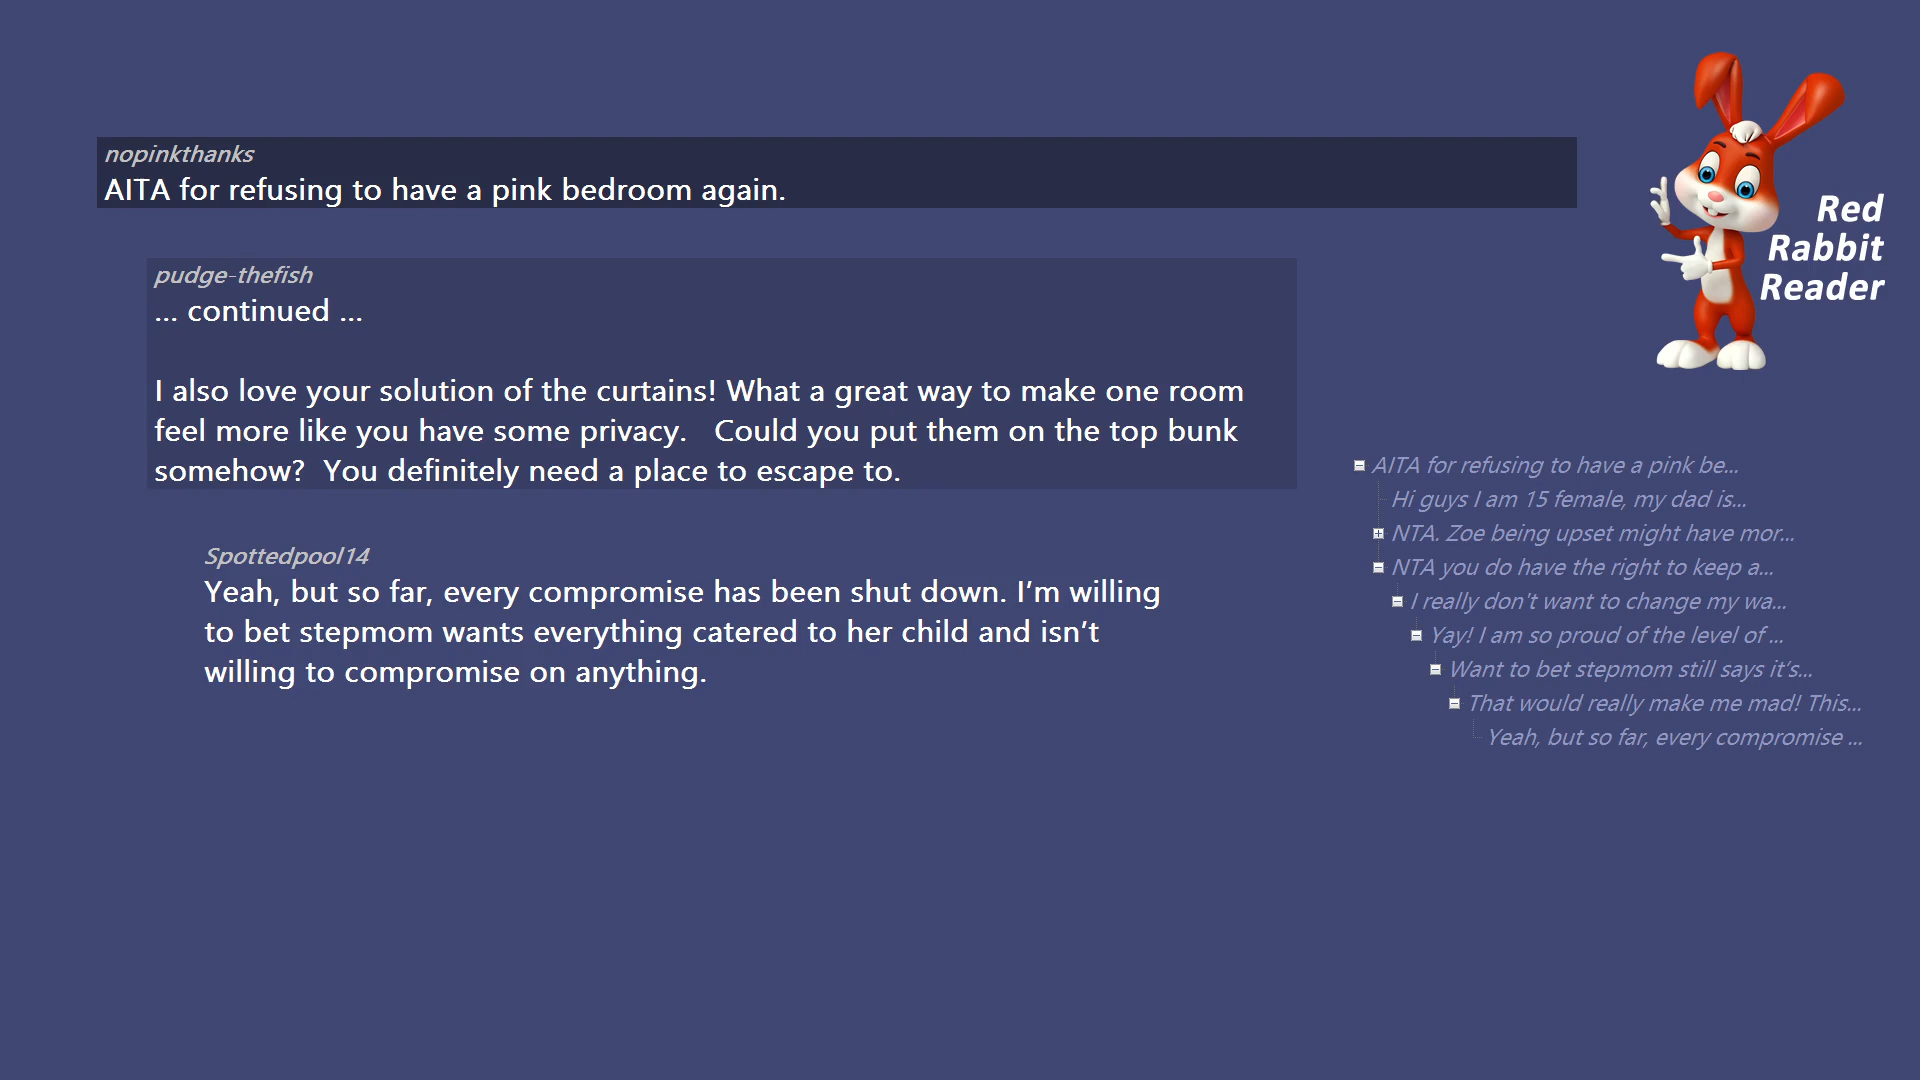 nopinkthanks
AITA for refusing to have a pink bedroom again.
pudge-thefish
... continued ...
I also love your solution of the curtains! What a great way to make one room
feel more like you have some privacy.   Could you put them on the top bunk
somehow?  You definitely need a place to escape to.
Spottedpool14
Yeah, but so far, every compromise has been shut down. I’m willing
to bet stepmom wants everything catered to her child and isn’t
willing to compromise on anything.
Red
Rabbit
Reader
AITA for refusing to have a pink be...
Hi guys I am 15 female, my dad is...
NTA. Zoe being upset might have mor...
NTA you do have the right to keep a...
I really don't want to change my wa...
Yay! I am so proud of the level of ...
Want to bet stepmom still says it’s...
That would really make me mad! This...
Yeah, but so far, every compromise ...